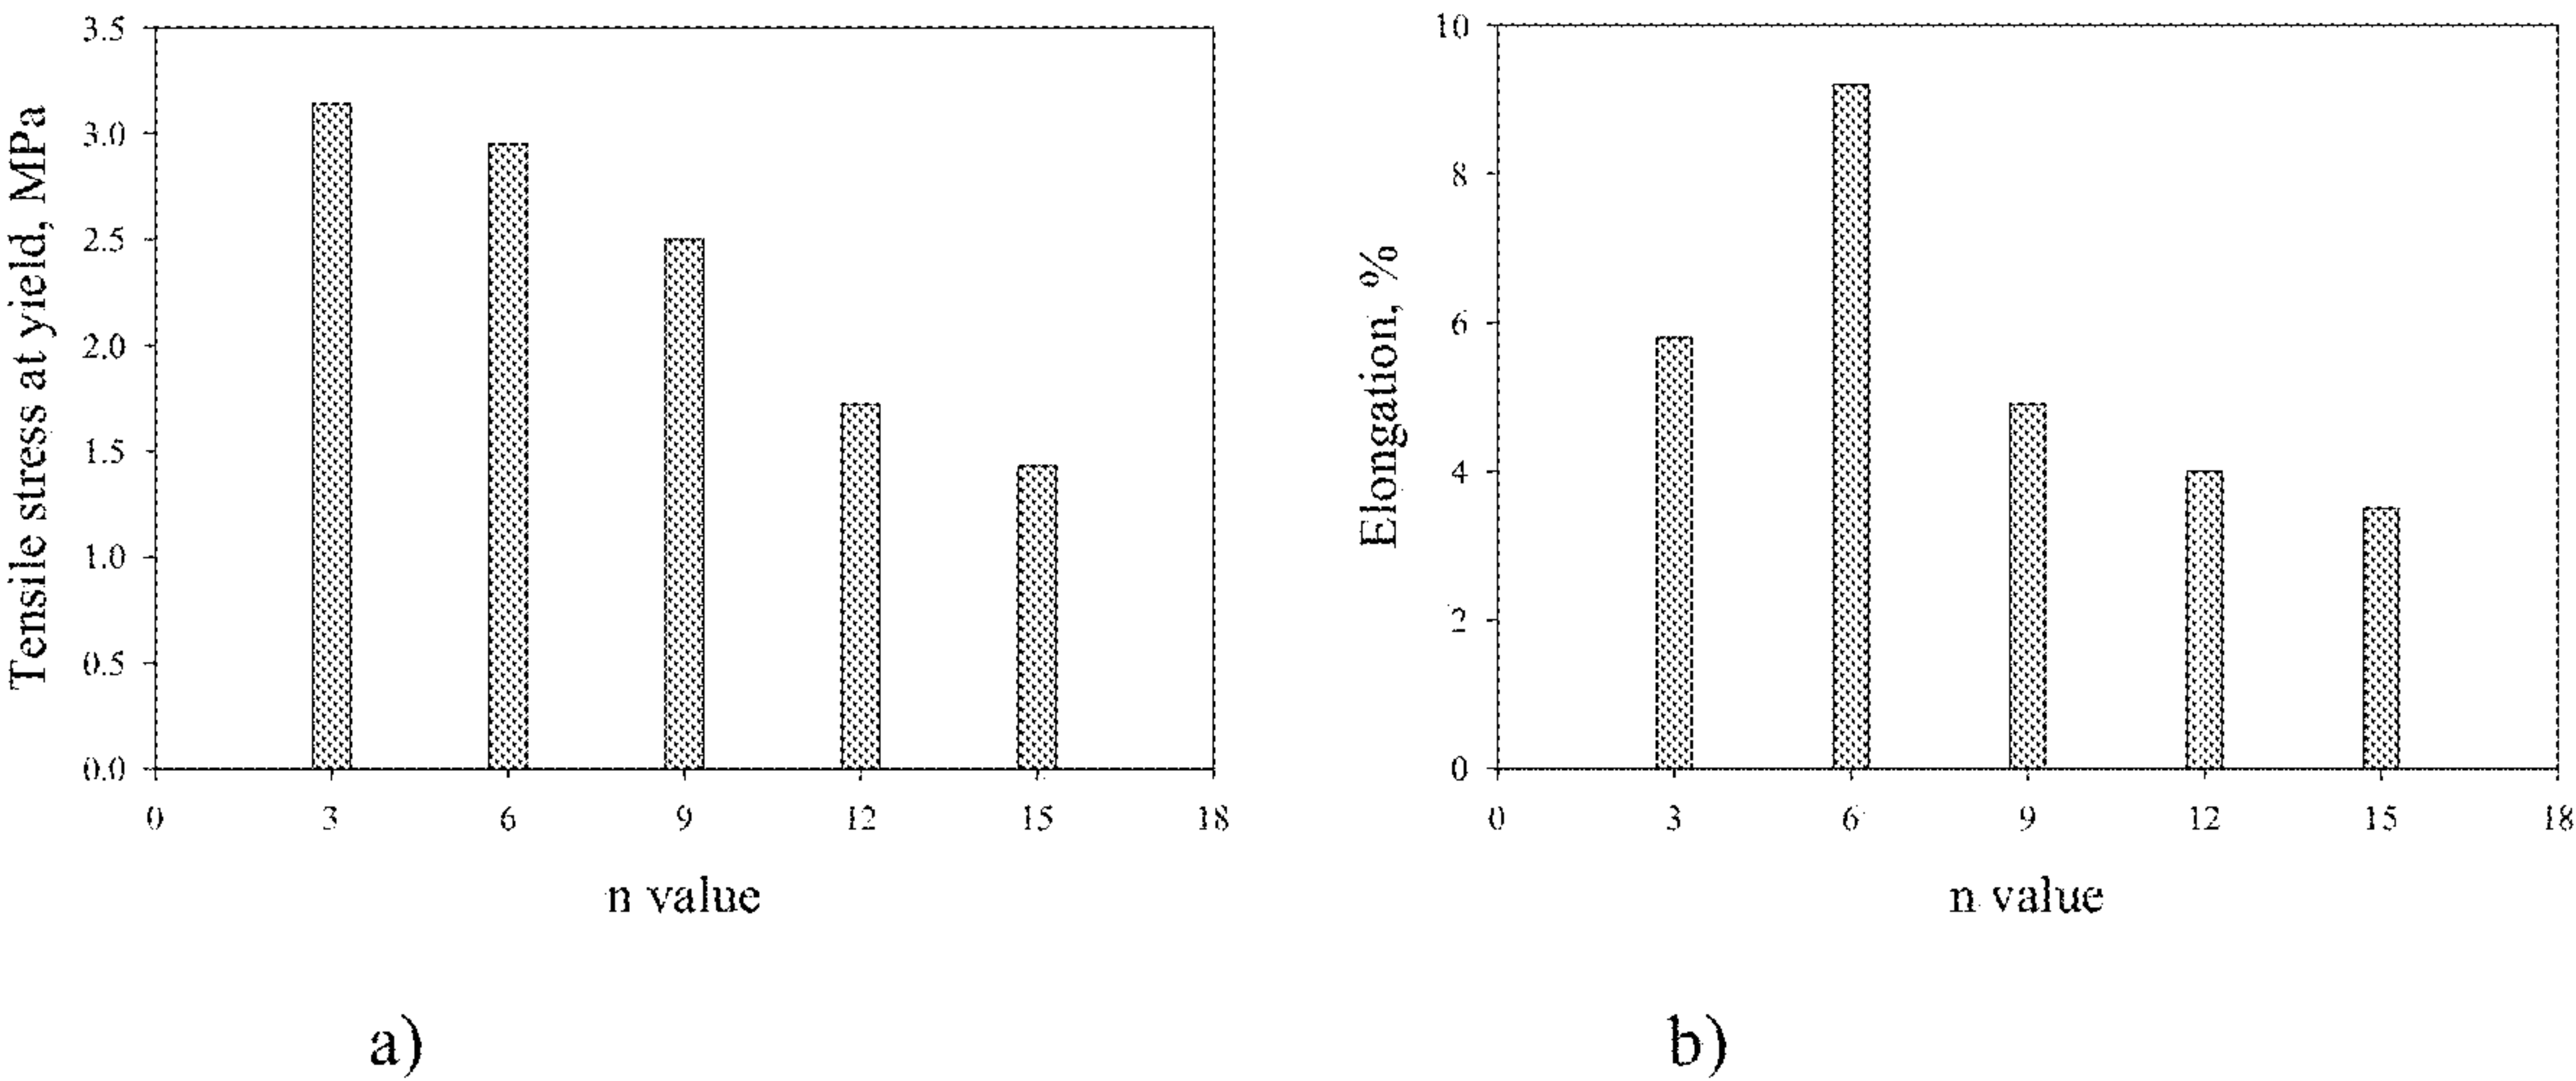 Tensile stress at yield, MPa
3.5
3.0
2.5
2.0
1.5
1.0
0.5
0.0
0 3 6 9 12 15 18
n value
a)
Elongation, %
10
8
6
4
2
0
0 3 6 9 12 15 18
n value
b)